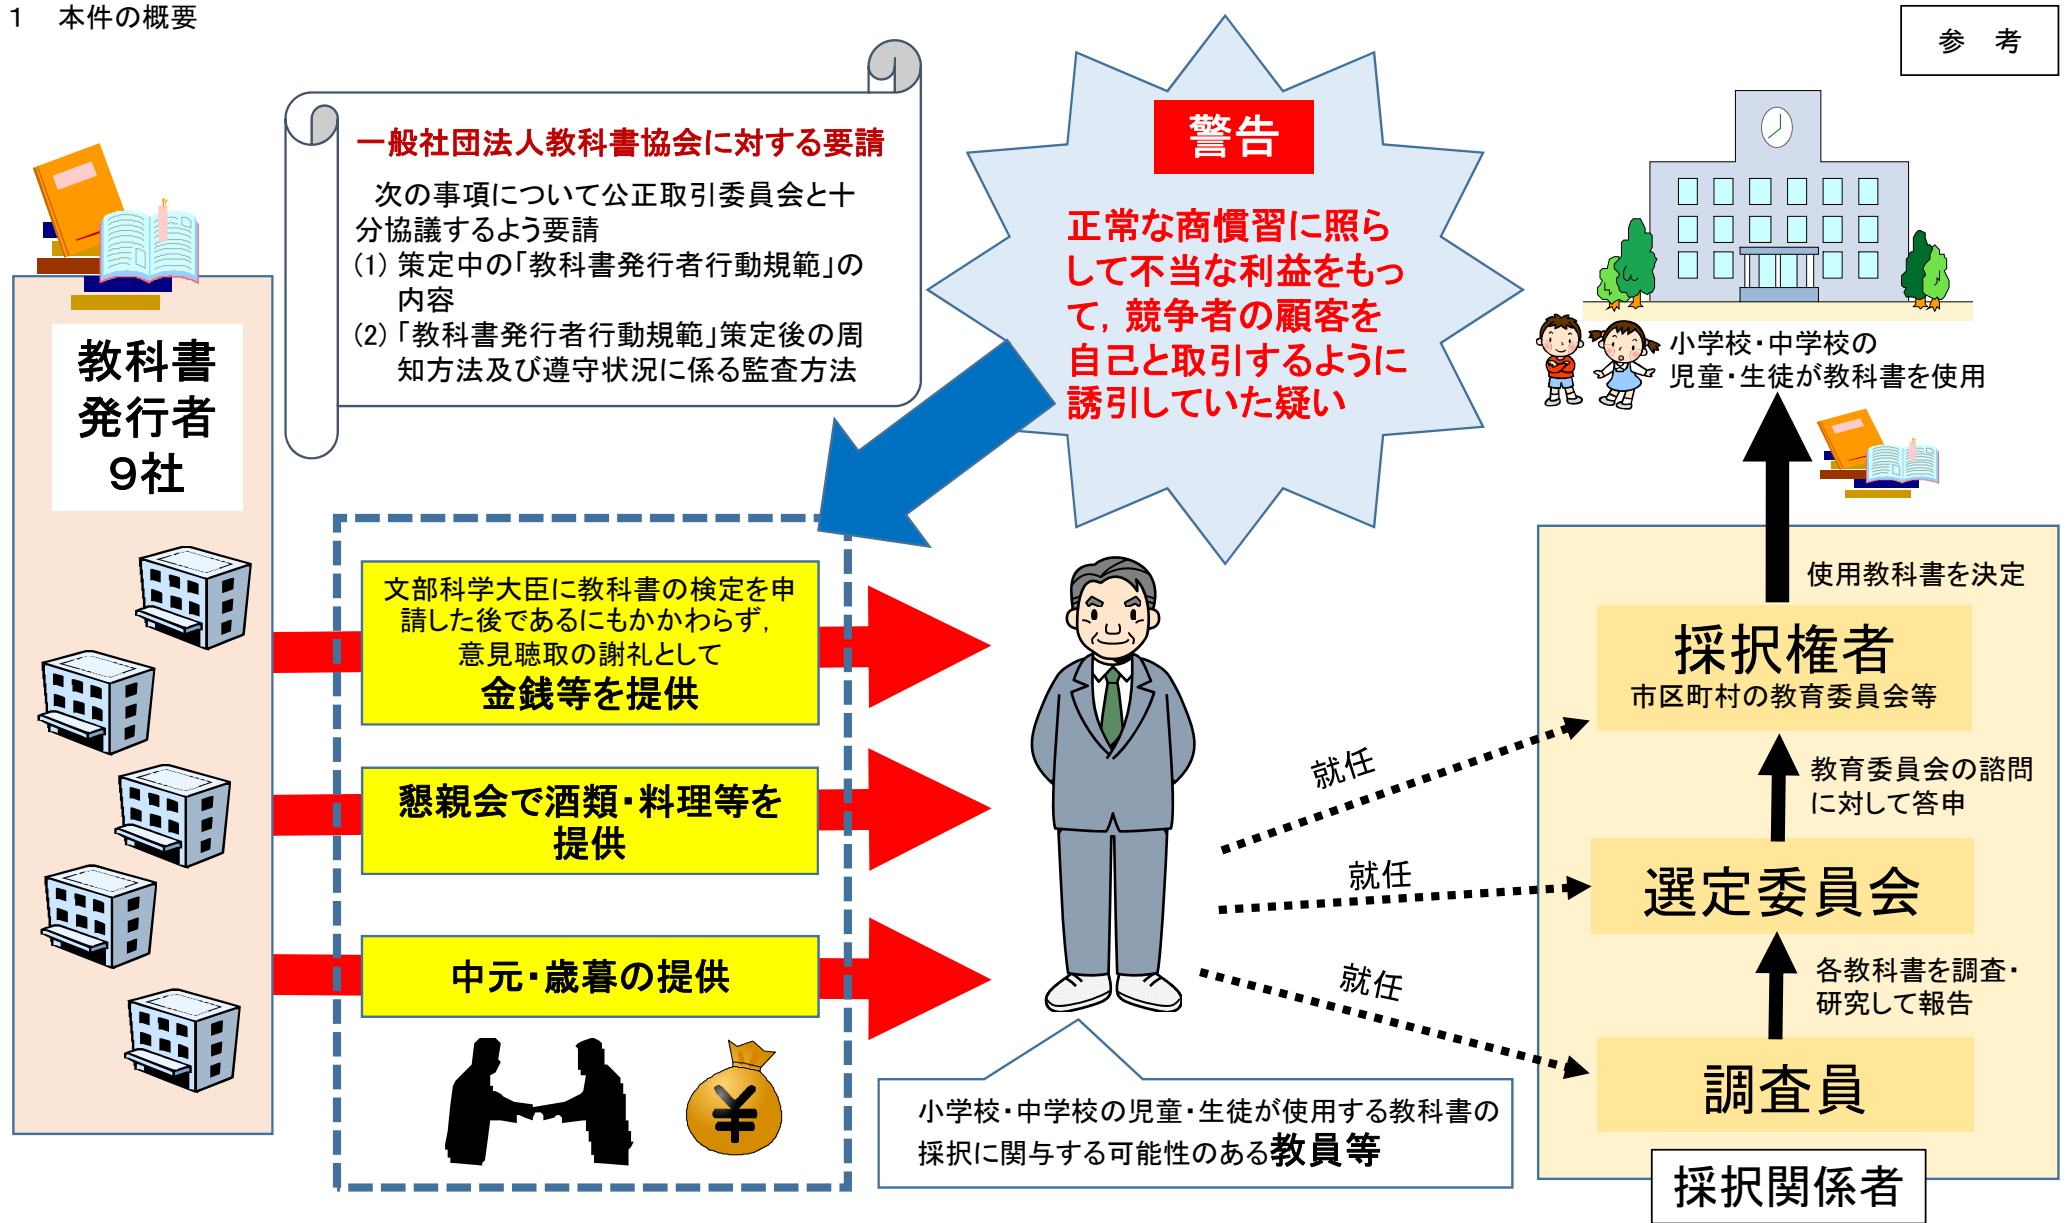 1　本件の概要
参　考
一般社団法人教科書協会に対する要請
次の事項について公正取引委員会と十
分協議するよう要請
(1) 策定中の「教科書発行者行動規範」の
内容
(2) 「教科書発行者行動規範」策定後の周
知方法及び遵守状況に係る監査方法
警告
正常な商慣習に照ら
して不当な利益をもっ
て，競争者の顧客を
自己と取引するように
誘引していた疑い
教科書
発行者
９社
小学校・中学校の
児童・生徒が教科書を使用
文部科学大臣に教科書の検定を申
請した後であるにもかかわらず，
意見聴取の謝礼として
金銭等を提供
懇親会で酒類・料理等を
提供
中元・歳暮の提供
¥
小学校・中学校の児童・生徒が使用する教科書の
採択に関与する可能性のある教員等
就任
就任
就任
使用教科書を決定
採択権者
市区町村の教育委員会等
教育委員会の諮問
に対して答申
選定委員会
各教科書を調査・
研究して報告
調査員
採択関係者